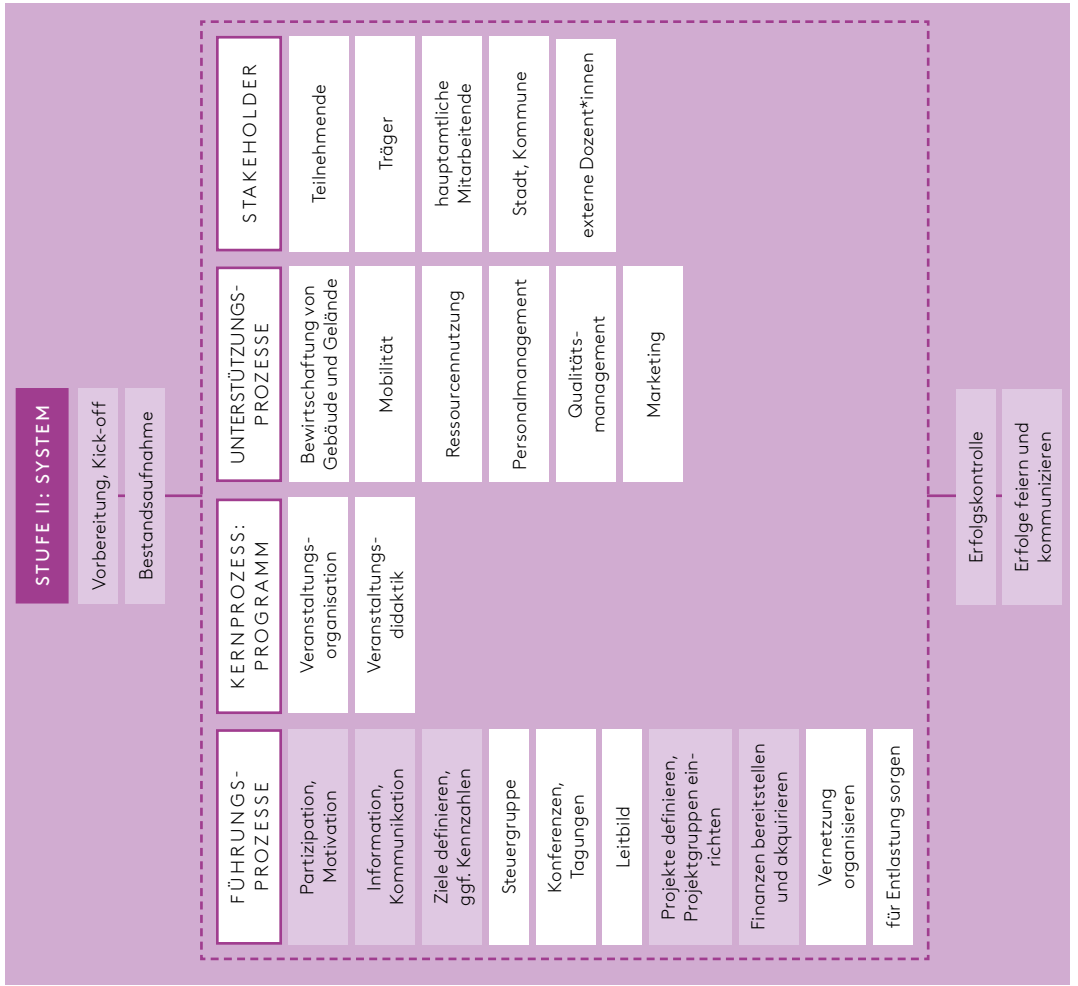 STUFE II: SYSTEM
Vorbereitung, Kick-off
Bestandsaufnahme
FÜHRUNGS-
PROZESSE
Partizipation,
Motivation
Information,
Kommunikation
Ziele definieren,
ggf. Kennzahlen
Steuergruppe
Konferenzen,
Tagungen
Leitbild
Projekte definieren,
Projektgruppen ein-
richten
Finanzen bereitstellen
und akquirieren
Vernetzung
organisieren
für Entlastung sorgen
KERNPROZESS:
PROGRAMM
Veranstaltungs-
organisation
Veranstaltungs-
didaktik
UNTERSTÜTZUNGS-
PROZESSE
Bewirtschaftung von
Gebäude und Gelände
Mobilität
Ressourcennutzung
Personalmanagement
Qualitäts-
management
Marketing
STAKEHOLDER
Teilnehmende
Träger
hauptamtliche
Mitarbeitende
Stadt, Kommune
externe Dozent*innen
Erfolgskontrolle
Erfolge feiern und
kommunizieren